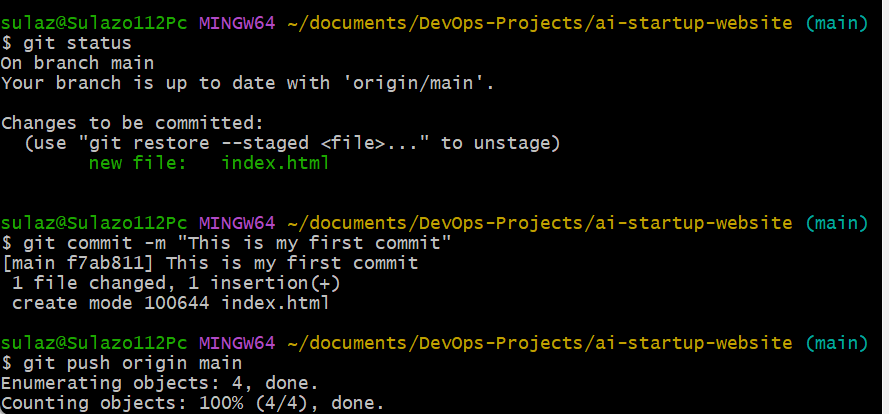 sulaz@Sulazo112Pc MINGW64 ~/documents/DevOps-Projects/ai-startup-website (main)
$ git status
On branch main
Your branch is up to date with 'origin/main'.

Changes to be committed:
  (use "git restore --staged <file>..." to unstage)
        new file:   index.html


sulaz@Sulazo112Pc MINGW64 ~/documents/DevOps-Projects/ai-startup-website (main)
$ git commit -m "This is my first commit"
[main f7ab811] This is my first commit
 1 file changed, 1 insertion(+)
 create mode 100644 index.html

sulaz@Sulazo112Pc MINGW64 ~/documents/DevOps-Projects/ai-startup-website (main)
$ git push origin main
Enumerating objects: 4, done.
Counting objects: 100% (4/4), done.